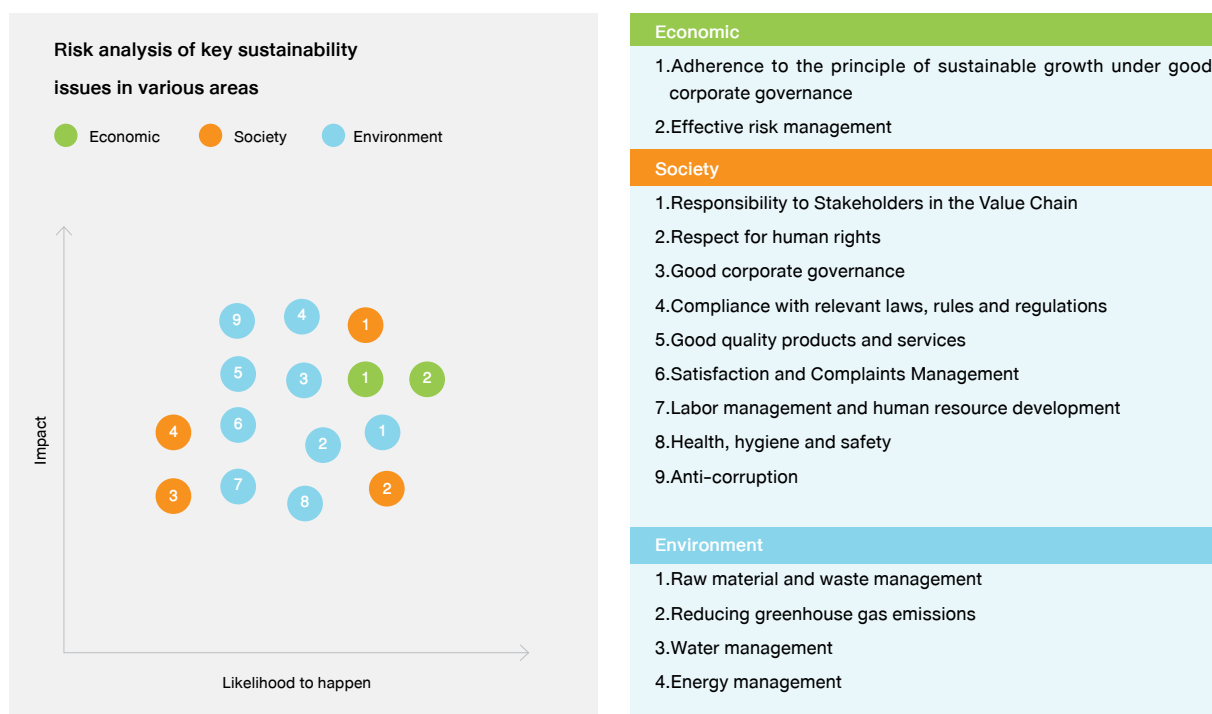 Risk analysis of key sustainability
issues in various areas
Economic
Society
Environment
9
4
1
5
3
1
2
4
6
2
1
3
7
8
2
Impact
Likelihood to happen
Economic
1.Adherence to the principle of sustainable growth under good
corporate governance
2.Effective risk management
Society
1.Responsibility to Stakeholders in the Value Chain
2.Respect for human rights
3.Good corporate governance
4.Compliance with relevant laws, rules and regulations
5.Good quality products and services
6.Satisfaction and Complaints Management
7.Labor management and human resource development
8.Health, hygiene and safety
9.Anti-corruption
Environment
1.Raw material and waste management
2.Reducing greenhouse gas emissions
3.Water management
4.Energy management